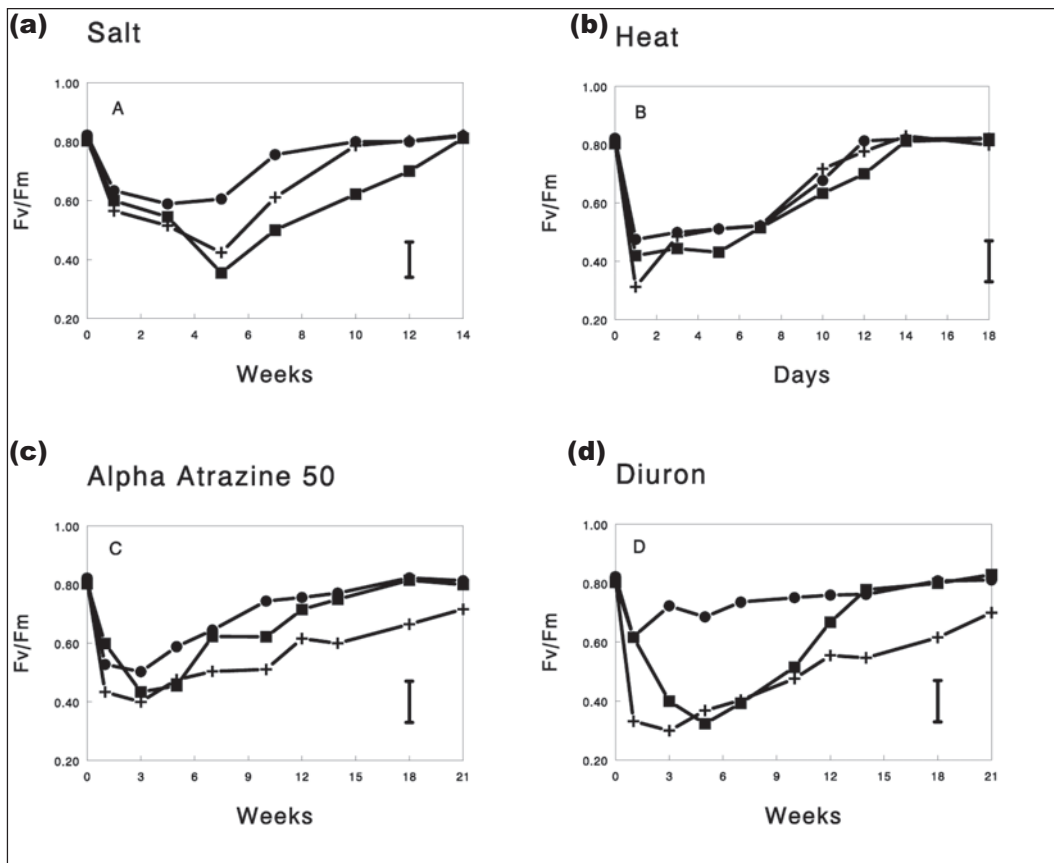 (a)
Salt
1.00
A
0.80
Fv/Fm
0.60
0.40
0.20
0 2 4 6 8 10 12 14
Weeks
(b)
Heat
1.00
B
0.80
Fv/Fm
0.60
0.40
0.20
0 2 4 6 8 10 12 14 16 18
Days
(c)
Alpha Atrazine 50
1.00
C
0.80
Fv/Fm
0.60
0.40
0.20
0 3 6 9 12 15 18 21
Weeks
(d)
Diuron
1.00
D
0.80
Fv/Fm
0.60
0.40
0.20
0 3 6 9 12 15 18 21
Weeks